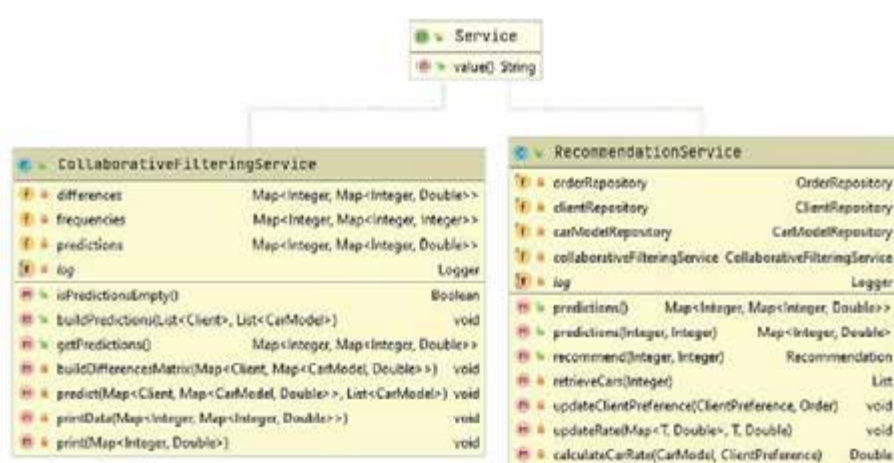 Service
value() String
CollaborativeFilteringService
differences Map<Integer, Map<Integer, Double>>
frequencies Map<Integer, Map<Integer, Integer>>
predictions Map<Integer, Map<Integer, Double>>
log Logger
isPredictionsEmpty() Boolean
buildPredictions(List<Client>, List<CarModel>) void
getPredictions() Map<Integer, Map<Integer, Double>>
buildDifferencesMatrix(Map<Client, Map<CarModel, Double>>) void
predict(Map<Client, Map<CarModel, Double>>, List<CarModel>) void
printData(Map<Integer, Map<Integer, Double>>) void
print(Map<Integer, Double>) void
RecommendationService
orderRepository OrderRepository
clientRepository ClientRepository
carModelRepository CarModelRepository
collaborativeFilteringService CollaborativeFilteringService
log Logger
predictions() Map<Integer, Map<Integer, Double>>
predictions(Integer, Integer) Map<Integer, Double>
recommend(Integer, Integer) Recommendation
retrieveCars(Integer) List
updateClientPreference(ClientPreference, Order) void
updateRate(Map<T, Double>, T, Double) void
calculateCarRate(CarModel, ClientPreference) Double